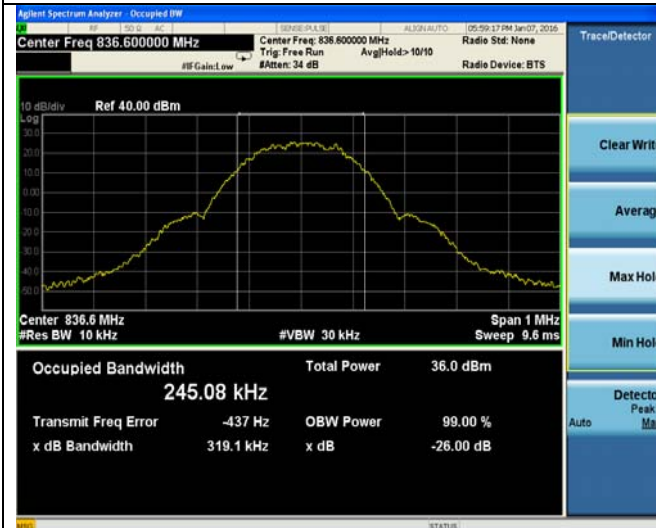 Agilent Spectrum Analyzer - Occupied BW
RF 50 Ω AC SENSE:PULSE ALIGN AUTO 05:59:17 PM Jan 07, 2016
Center Freq 836.600000 MHz
Center Freq: 836.600000 MHz
Radio Std: None
Trig: Free Run Avg|Hold:> 10/10
#IFGain:Low #Atten: 34 dB
Radio Device: BTS
Trace/Detector
10 dB/div Ref 40.00 dBm
Log
30.0
20.0
10.0
0.00
-10.0
-20.0
-30.0
-40.0
-50.0
Center 836.6 MHz Span 1 MHz
#Res BW 10 kHz #VBW 30 kHz Sweep 9.6 ms
Occupied Bandwidth Total Power 36.0 dBm
245.08 kHz
Transmit Freq Error -437 Hz OBW Power 99.00 %
x dB Bandwidth 319.1 kHz x dB -26.00 dB
Clear Writ
Averag
Max Hol
Min Hol
Detecto
Peak
Auto Ma
MSG STATUS